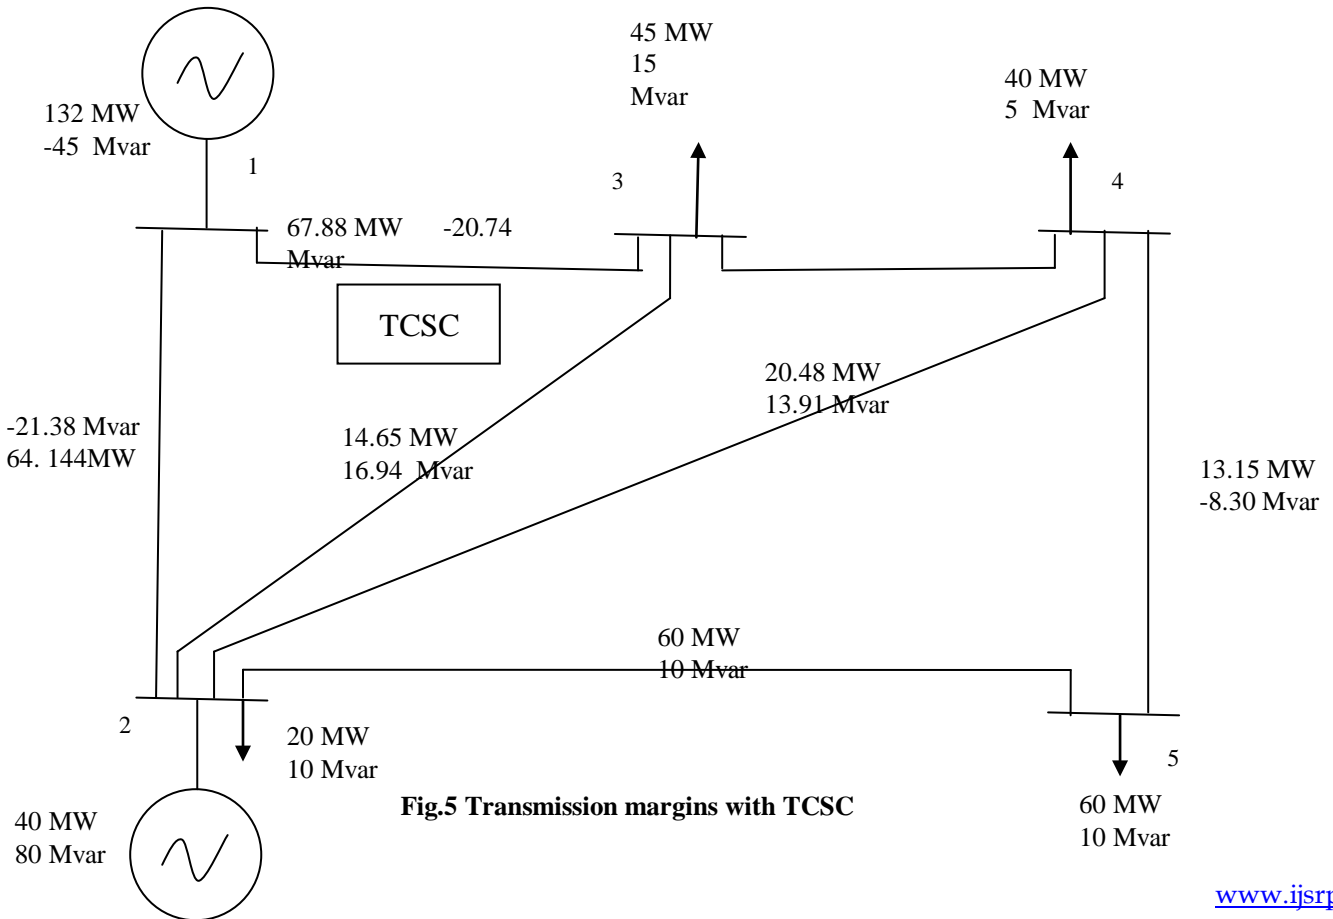 45 MW
15
Mvar
40 MW
5 Mvar
132 MW
-45 Mvar
1
3
4
67.88 MW -20.74
Mvar
TCSC
20.48 MW
13.91 Mvar
-21.38 Mvar
64. 144MW
14.65 MW
16.94 Mvar
13.15 MW
-8.30 Mvar
60 MW
10 Mvar
2
20 MW
10 Mvar
5
Fig.5 Transmission margins with TCSC
60 MW
10 Mvar
40 MW
80 Mvar
www.ijsrp